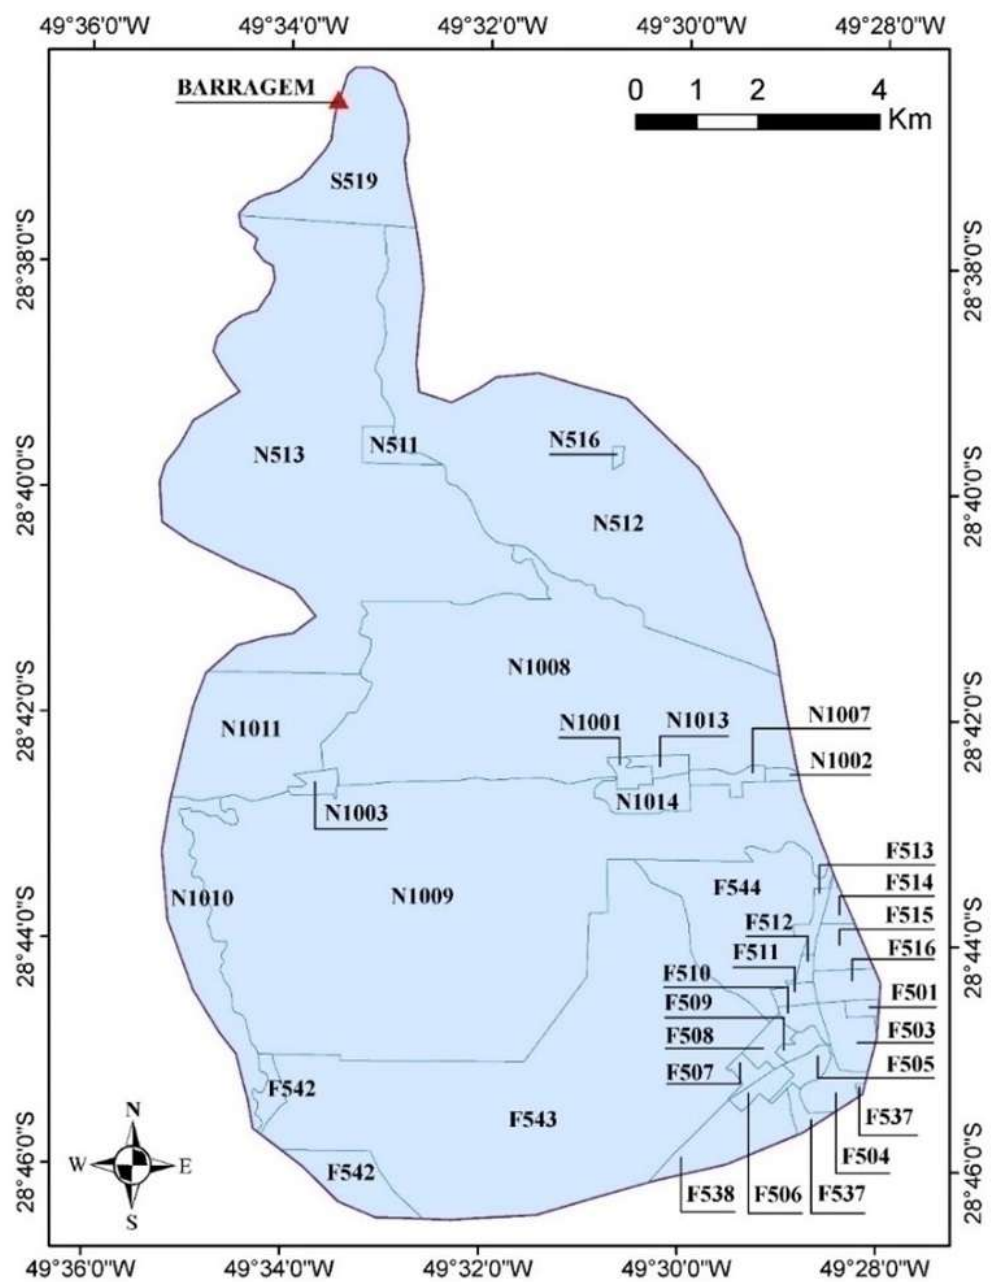 49°36'0"W 49°34'0"W 49°32'0"W 49°30'0"W 49°28'0"W
BARRAGEM
0 1 2 4
Km
S519
28°38'0"S
28°38'0"S
N516
N511
N513
28°40'0"S
28°40'0"S
N512
N1008
28°42'0"S
28°42'0"S
N1011
N1001
N1013
N1007
N1002
N1003
N1014
F513
F544
F514
N1010
N1009
F512
F515
28°44'0"S
28°44'0"S
F511
F516
F510
F501
F509
F508
F503
F507
F505
F542
F543
F537
N
F504
W E
F542
28°46'0"S
28°46'0"S
F538
F506
F537
S
49°36'0"W 49°34'0"W 49°32'0"W 49°30'0"W 49°28'0"W